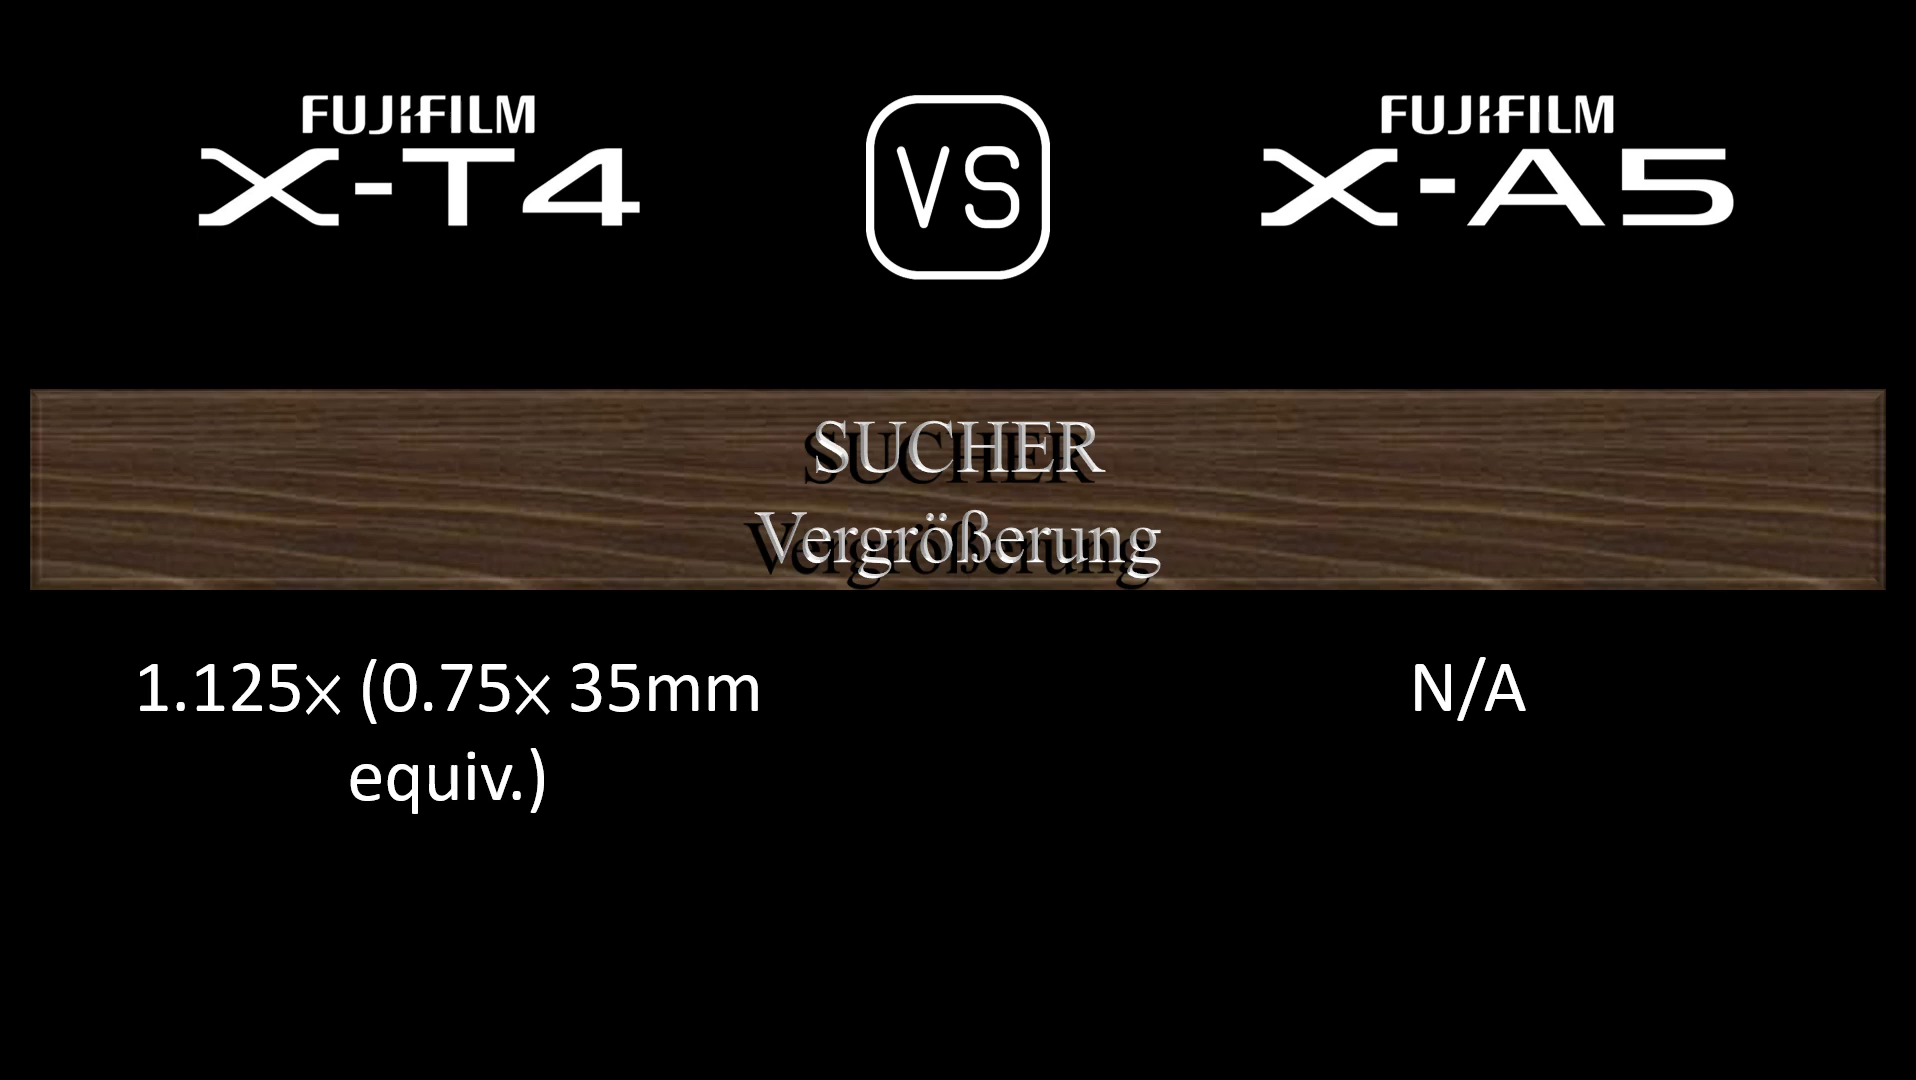 FUJIFILM
X-T4
VS
FUJIFILM
X-A5
SUCHER
Vergrößerung
1.125× (0.75× 35mm
equiv.)
N/A